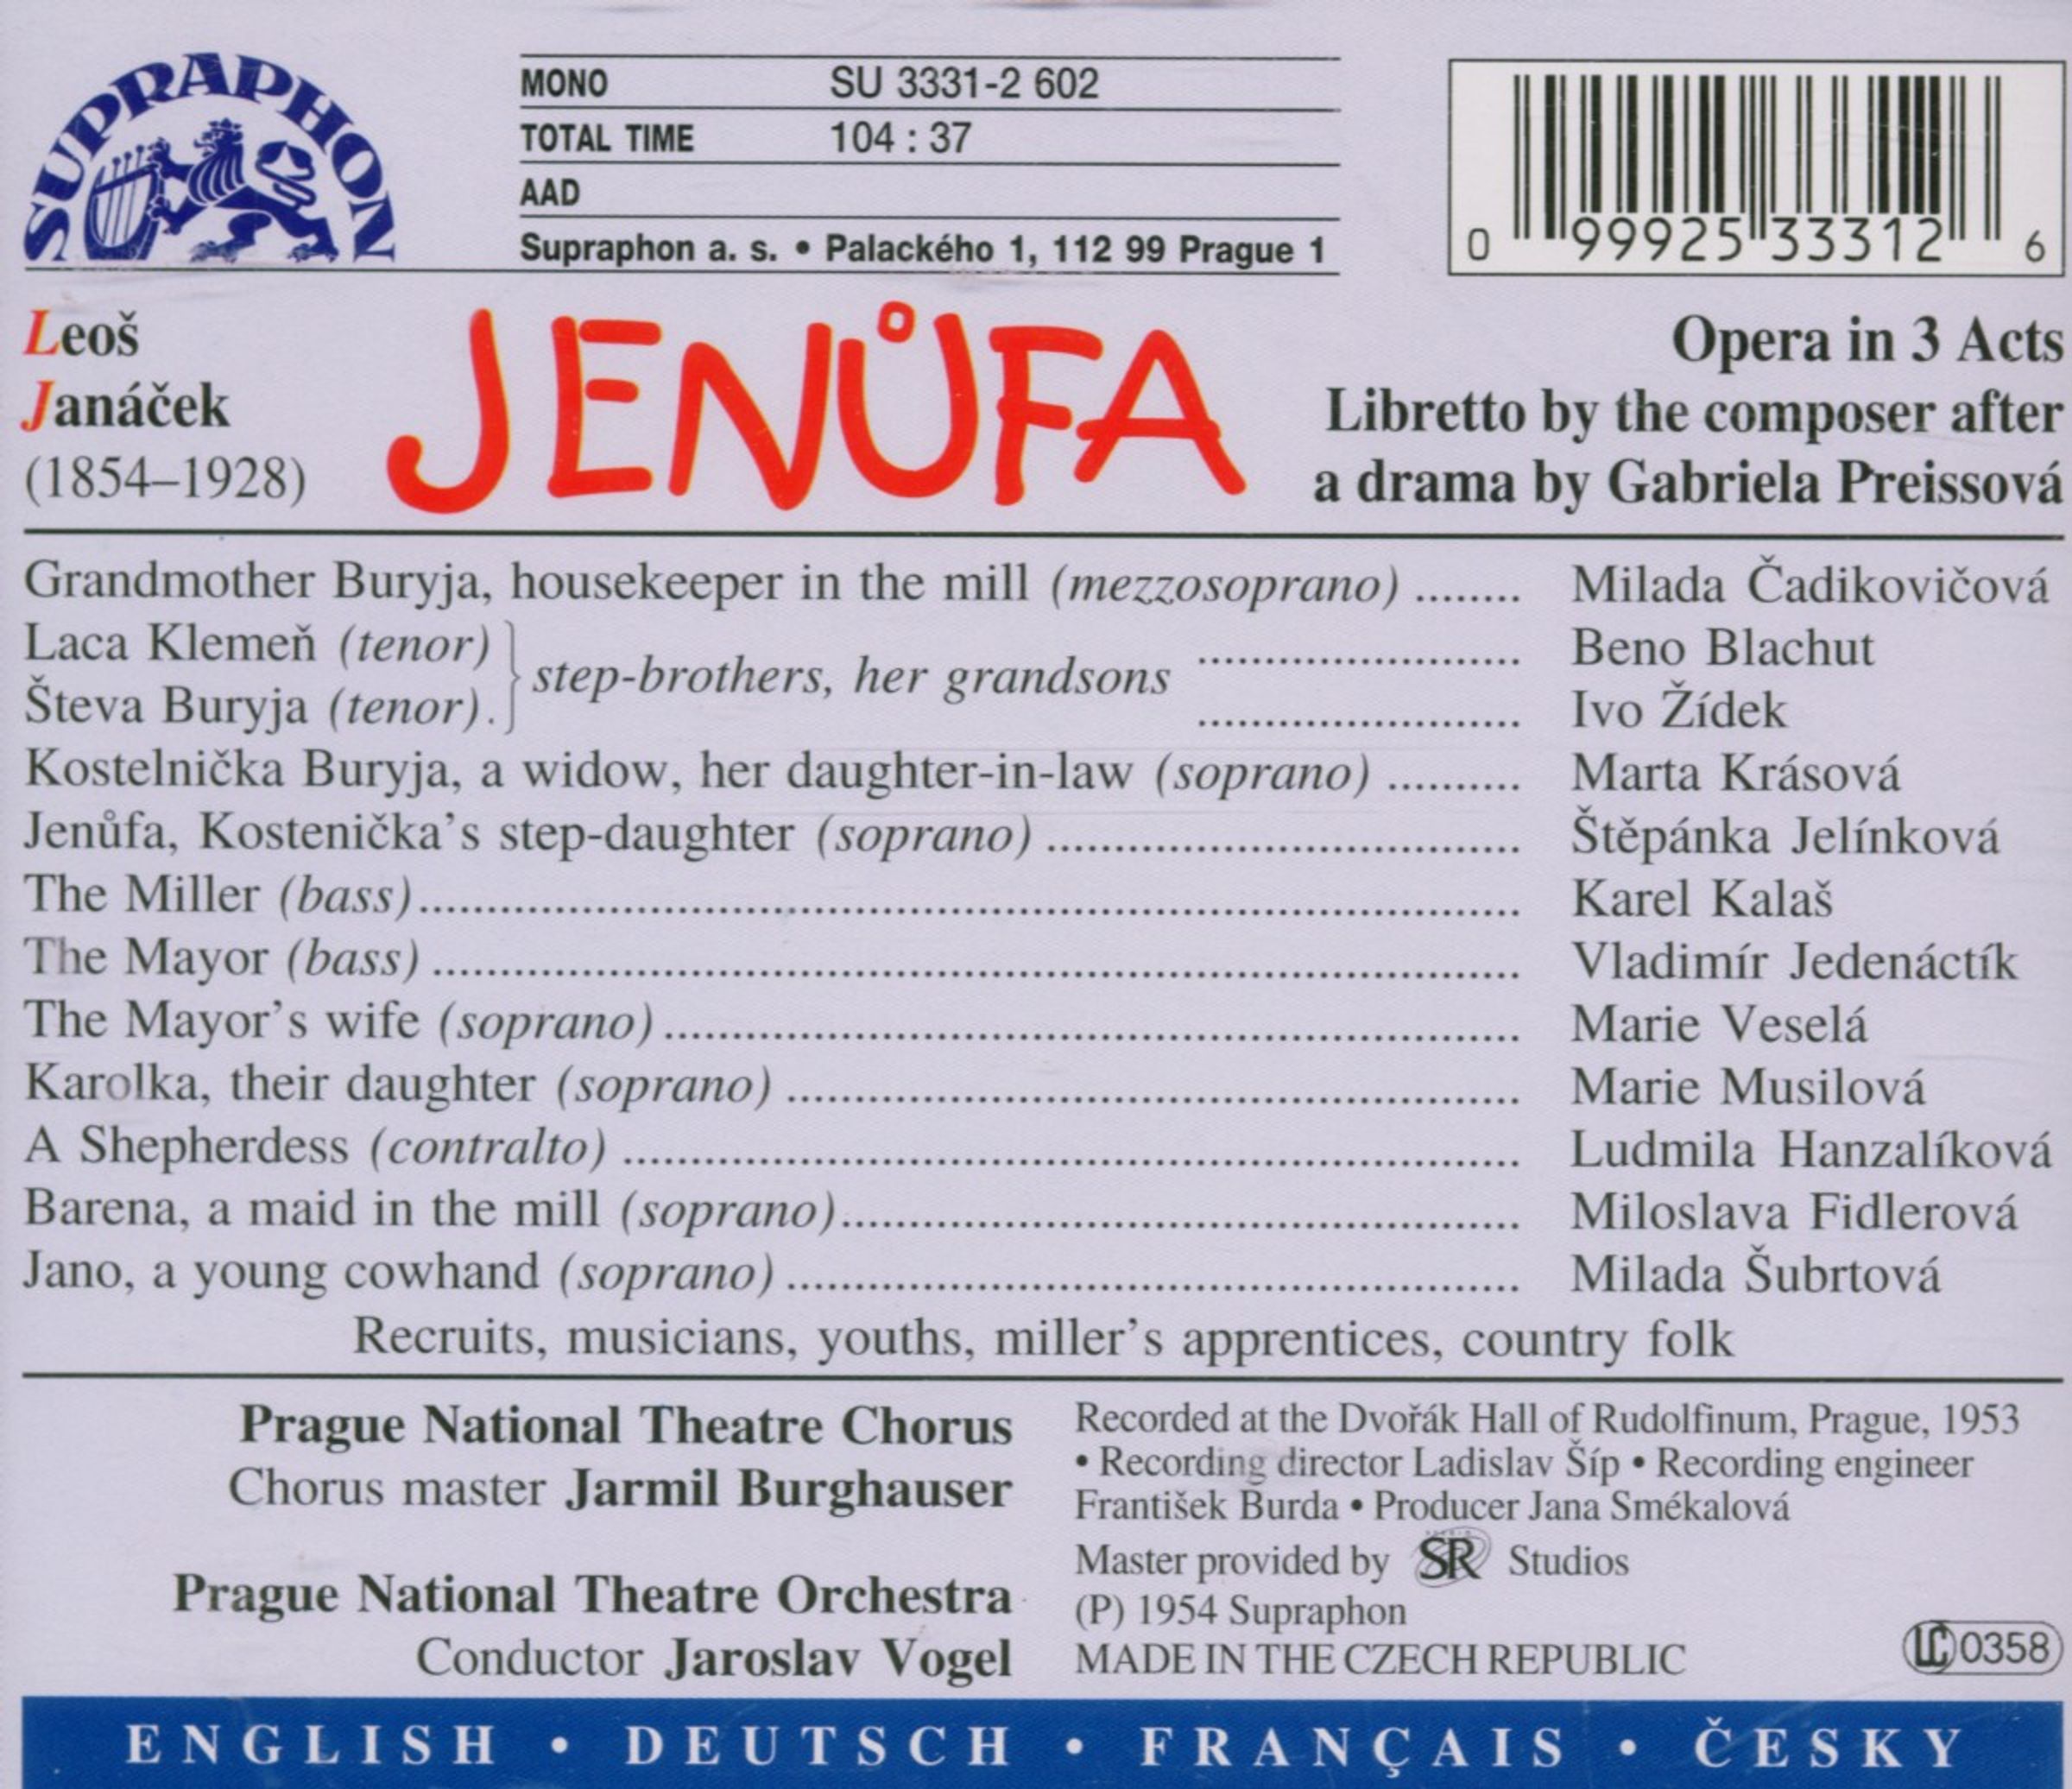 SUPRAPHON
MONO SU 3331-2 602
TOTAL TIME 104 : 37
AAD
Supraphon a. s. • Palackého 1, 112 99 Prague 1
0 99925 33312 6
Leoš
Janáček
(1854–1928)
JENŮFA
Opera in 3 Acts
Libretto by the composer after
a drama by Gabriela Preissová
Grandmother Buryja, housekeeper in the mill (mezzosoprano) ........ Milada Čadikovičová
Laca Klemeň (tenor) step-brothers, her grandsons ........................ Beno Blachut
Števa Buryja (tenor). ........................ Ivo Žídek
Kostelnička Buryja, a widow, her daughter-in-law (soprano) .......... Marta Krásová
Jenůfa, Kostenička's step-daughter (soprano) ................................... Štěpánka Jelínková
The Miller (bass).................................................................................. Karel Kalaš
The Mayor (bass) ................................................................................. Vladimír Jedenáctík
The Mayor's wife (soprano)................................................................ Marie Veselá
Karolka, their daughter (soprano) ....................................................... Marie Musilová
A Shepherdess (contralto) ................................................................... Ludmila Hanzalíková
Barena, a maid in the mill (soprano)................................................... Miloslava Fidlerová
Jano, a young cowhand (soprano) ....................................................... Milada Šubrtová
Recruits, musicians, youths, miller's apprentices, country folk
Prague National Theatre Chorus
Chorus master Jarmil Burghauser
Prague National Theatre Orchestra
Conductor Jaroslav Vogel
Recorded at the Dvořák Hall of Rudolfinum, Prague, 1953
• Recording director Ladislav Šíp • Recording engineer
František Burda • Producer Jana Smékalová
Master provided by SR Studios
(P) 1954 Supraphon
MADE IN THE CZECH REPUBLIC
LC 0358
ENGLISH • DEUTSCH • FRANÇAIS • ČESKY